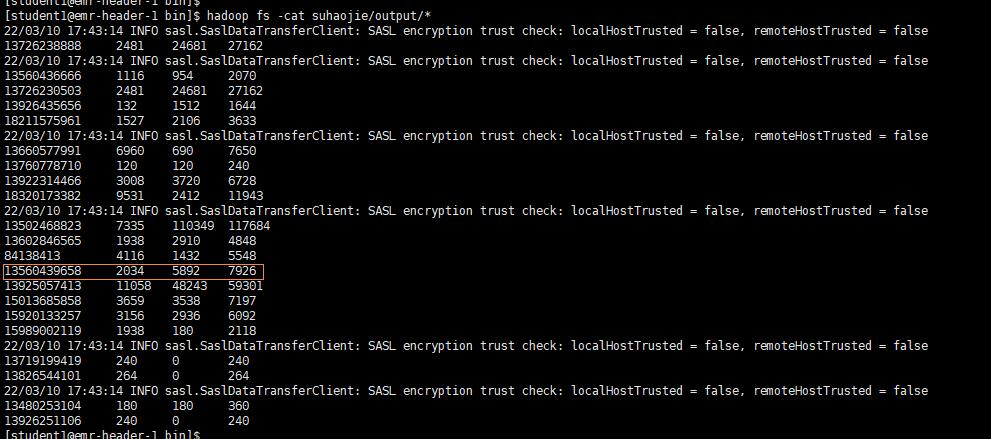 [student1@emr-header-1 bin]$
[student1@emr-header-1 bin]$ hadoop fs -cat suhaojie/output/*
22/03/10 17:43:14 INFO sasl.SaslDataTransferClient: SASL encryption trust check: localHostTrusted = false, remoteHostTrusted = false
13726238888 2481 24681 27162
22/03/10 17:43:14 INFO sasl.SaslDataTransferClient: SASL encryption trust check: localHostTrusted = false, remoteHostTrusted = false
13560436666 1116 954 2070
13726230503 2481 24681 27162
13926435656 132 1512 1644
18211575961 1527 2106 3633
22/03/10 17:43:14 INFO sasl.SaslDataTransferClient: SASL encryption trust check: localHostTrusted = false, remoteHostTrusted = false
13660577991 6960 690 7650
13760778710 120 120 240
13922314466 3008 3720 6728
18320173382 9531 2412 11943
22/03/10 17:43:14 INFO sasl.SaslDataTransferClient: SASL encryption trust check: localHostTrusted = false, remoteHostTrusted = false
13502468823 7335 110349 117684
13602846565 1938 2910 4848
84138413 4116 1432 5548
13560439658 2034 5892 7926
13925057413 11058 48243 59301
15013685858 3659 3538 7197
15920133257 3156 2936 6092
15989002119 1938 180 2118
22/03/10 17:43:14 INFO sasl.SaslDataTransferClient: SASL encryption trust check: localHostTrusted = false, remoteHostTrusted = false
13719199419 240 0 240
13826544101 264 0 264
22/03/10 17:43:14 INFO sasl.SaslDataTransferClient: SASL encryption trust check: localHostTrusted = false, remoteHostTrusted = false
13480253104 180 180 360
13926251106 240 0 240
[student1@emr-header-1 bin]$